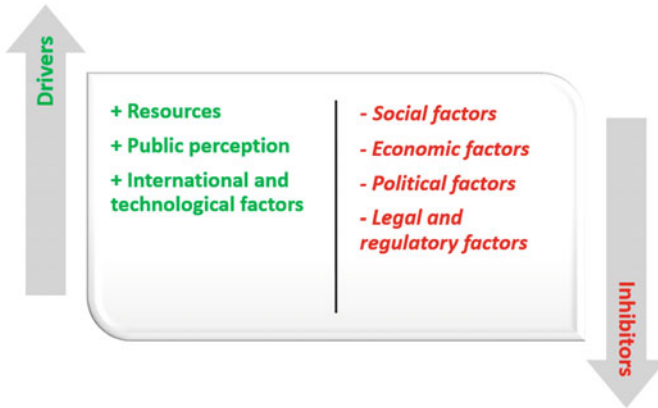 Drivers
+ Resources
+ Public perception
+ International and
technological factors
- Social factors
- Economic factors
- Political factors
- Legal and
regulatory factors
Inhibitors